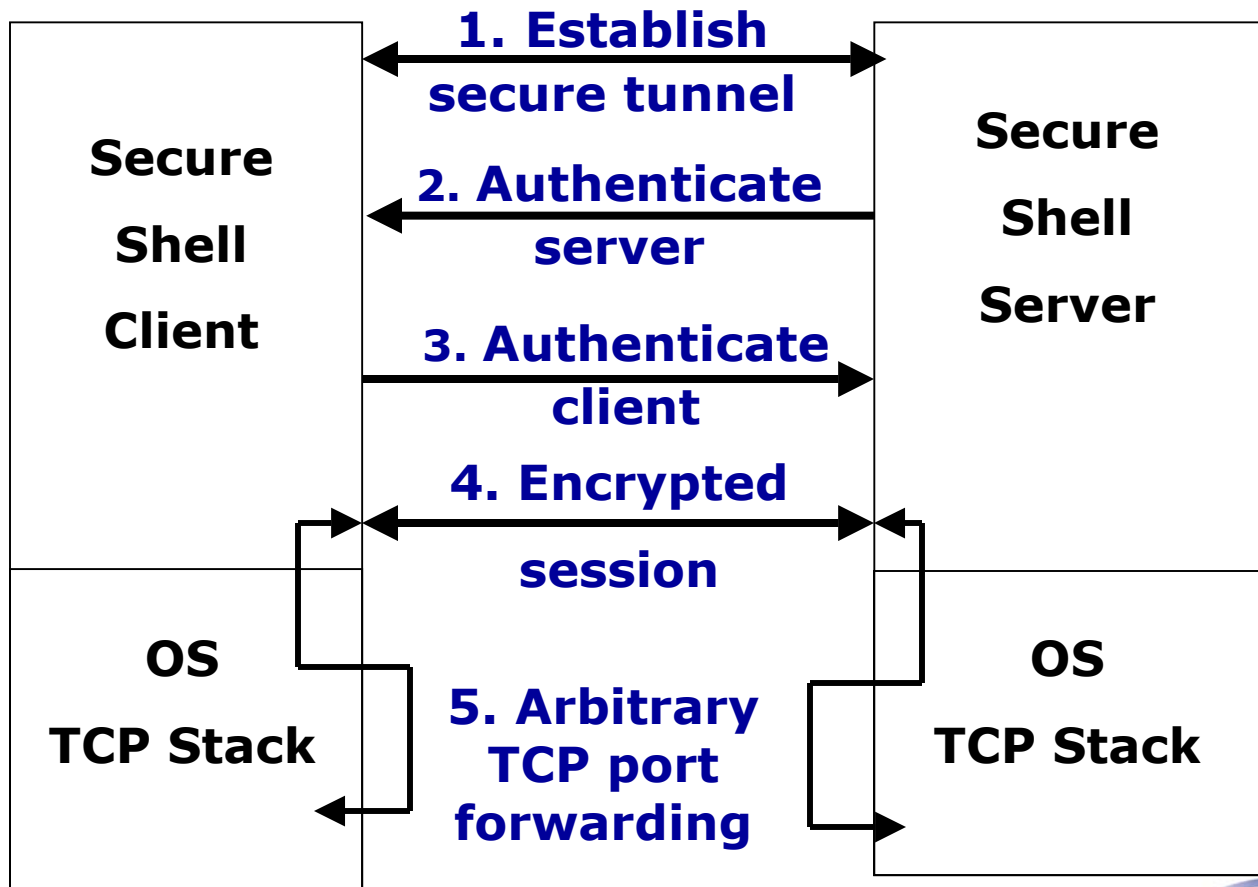 Secure
Shell
Client
OS
TCP Stack
1. Establish
secure tunnel
2. Authenticate
server
3. Authenticate
client
4. Encrypted
session
5. Arbitrary
TCP port
forwarding
Secure
Shell
Server
OS
TCP Stack